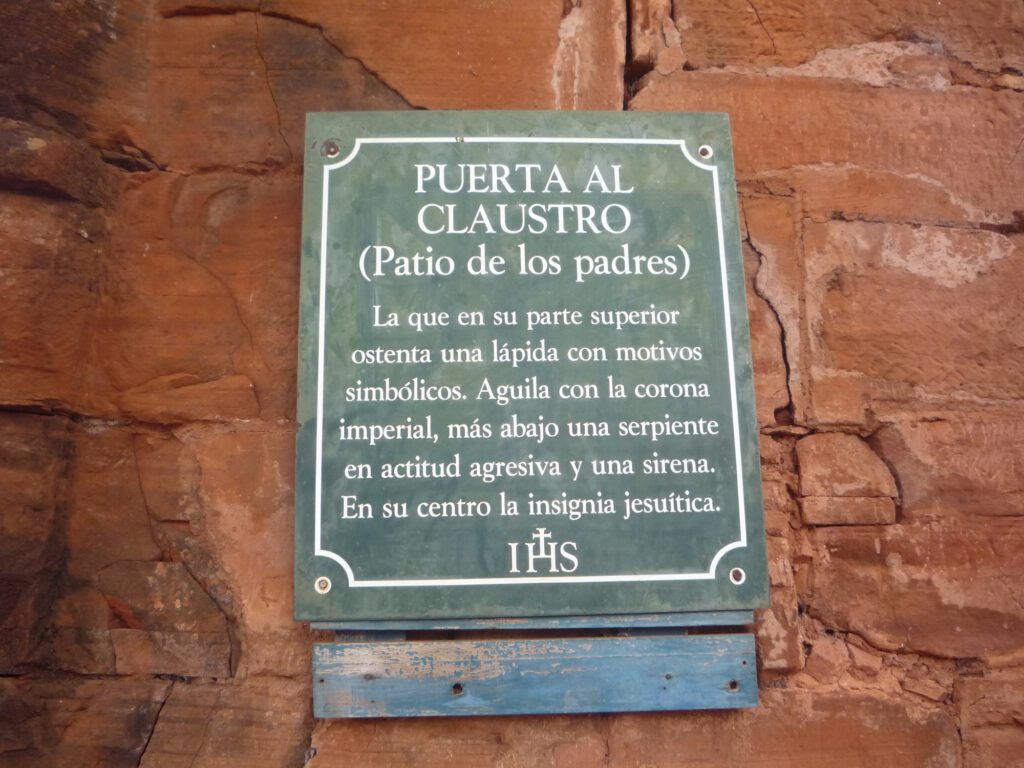 PUERTA AL
CLAUSTRO
(Patio de los padres)
La que en su parte superior
ostenta una lápida con motivos
simbólicos. Aguila con la corona
imperial, más abajo una serpiente
en actitud agresiva y una sirena.
En su centro la insignia jesuítica.
IHS